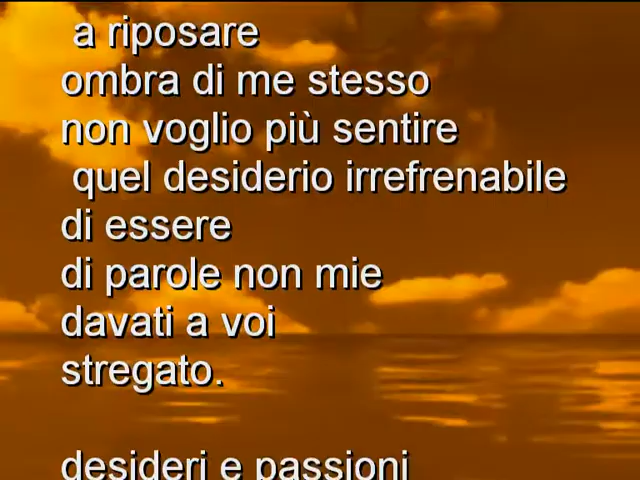 a riposare
ombra di me stesso
non voglio più sentire
quel desiderio irrefrenabile
di essere
di parole non mie
davati a voi
stregato.
desideri e passioni